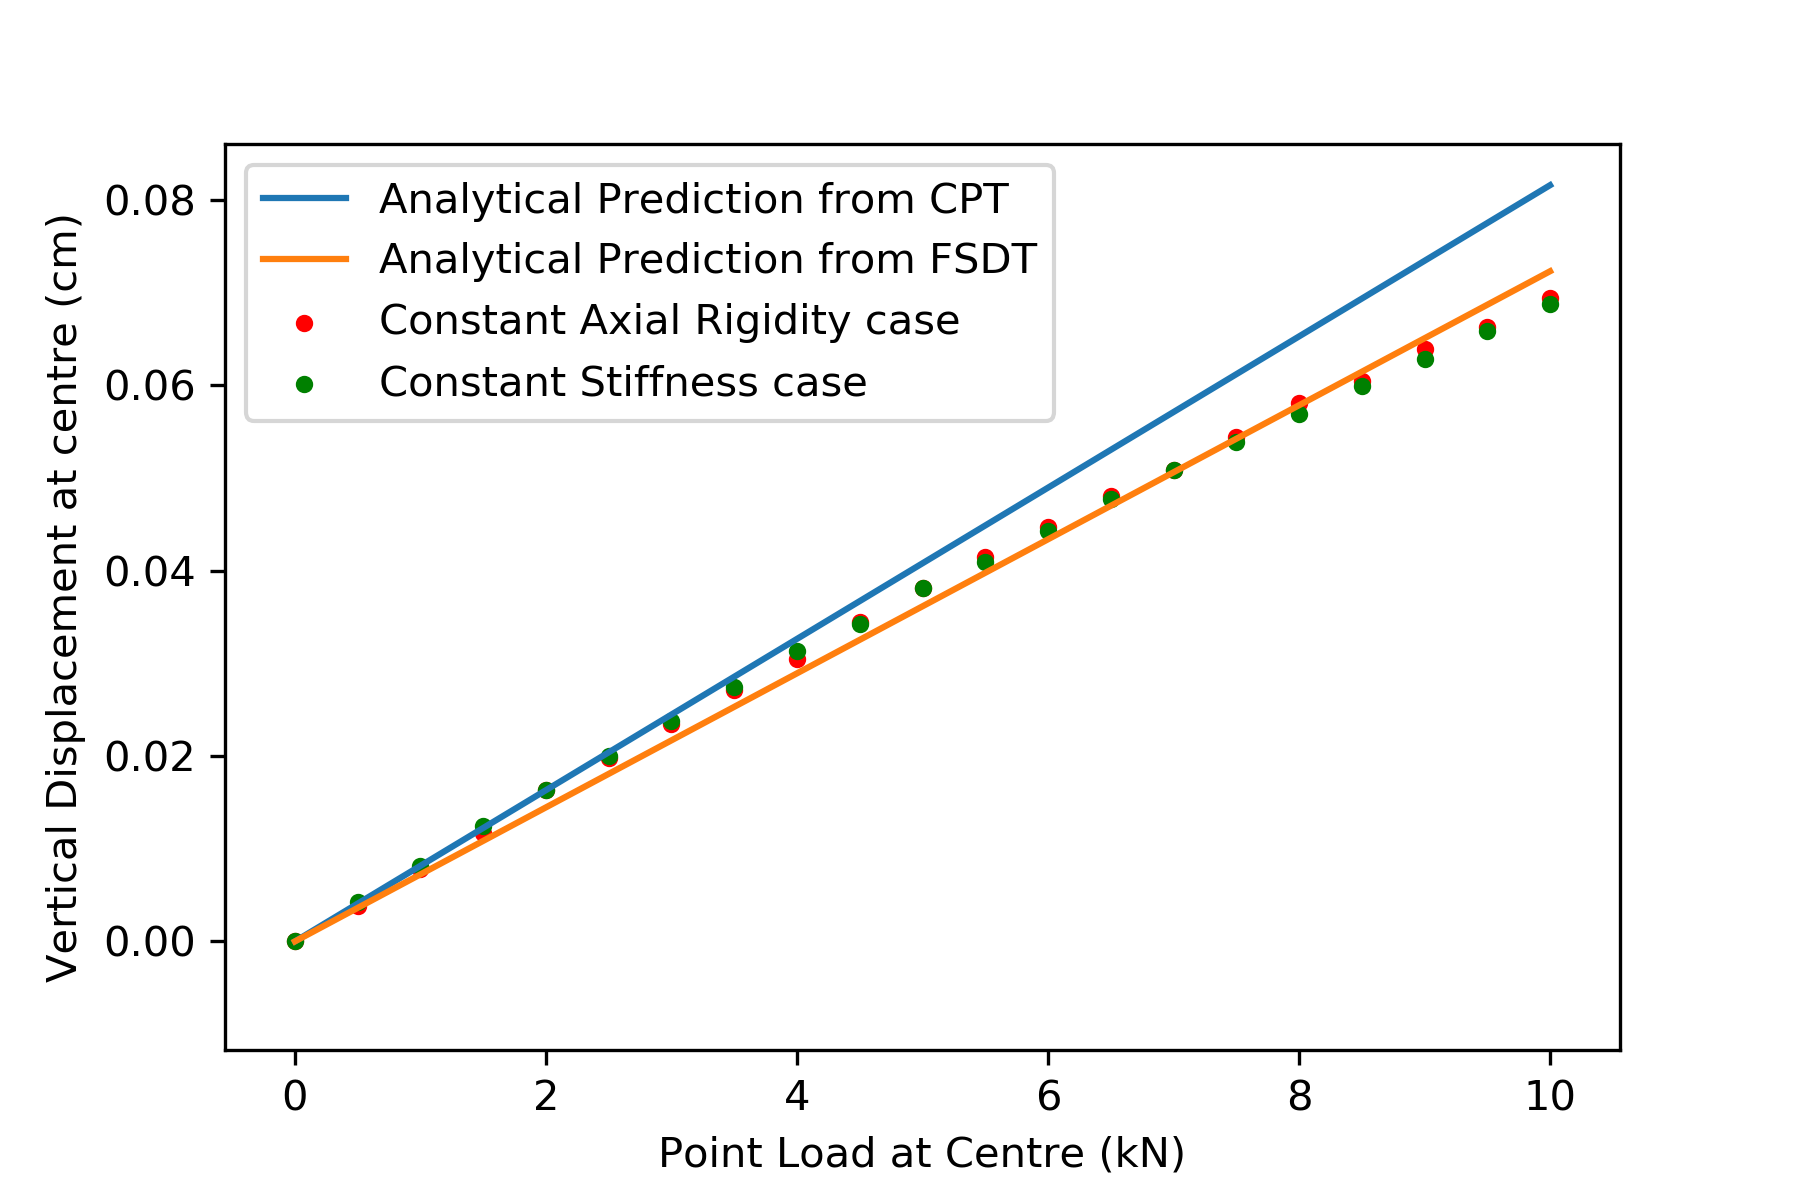 Analytical Prediction from CPT
Analytical Prediction from FSDT
Constant Axial Rigidity case
Constant Stiffness case
Vertical Displacement at centre (cm)
0.08
0.06
0.04
0.02
0.00
0 2 4 6 8 10
Point Load at Centre (kN)